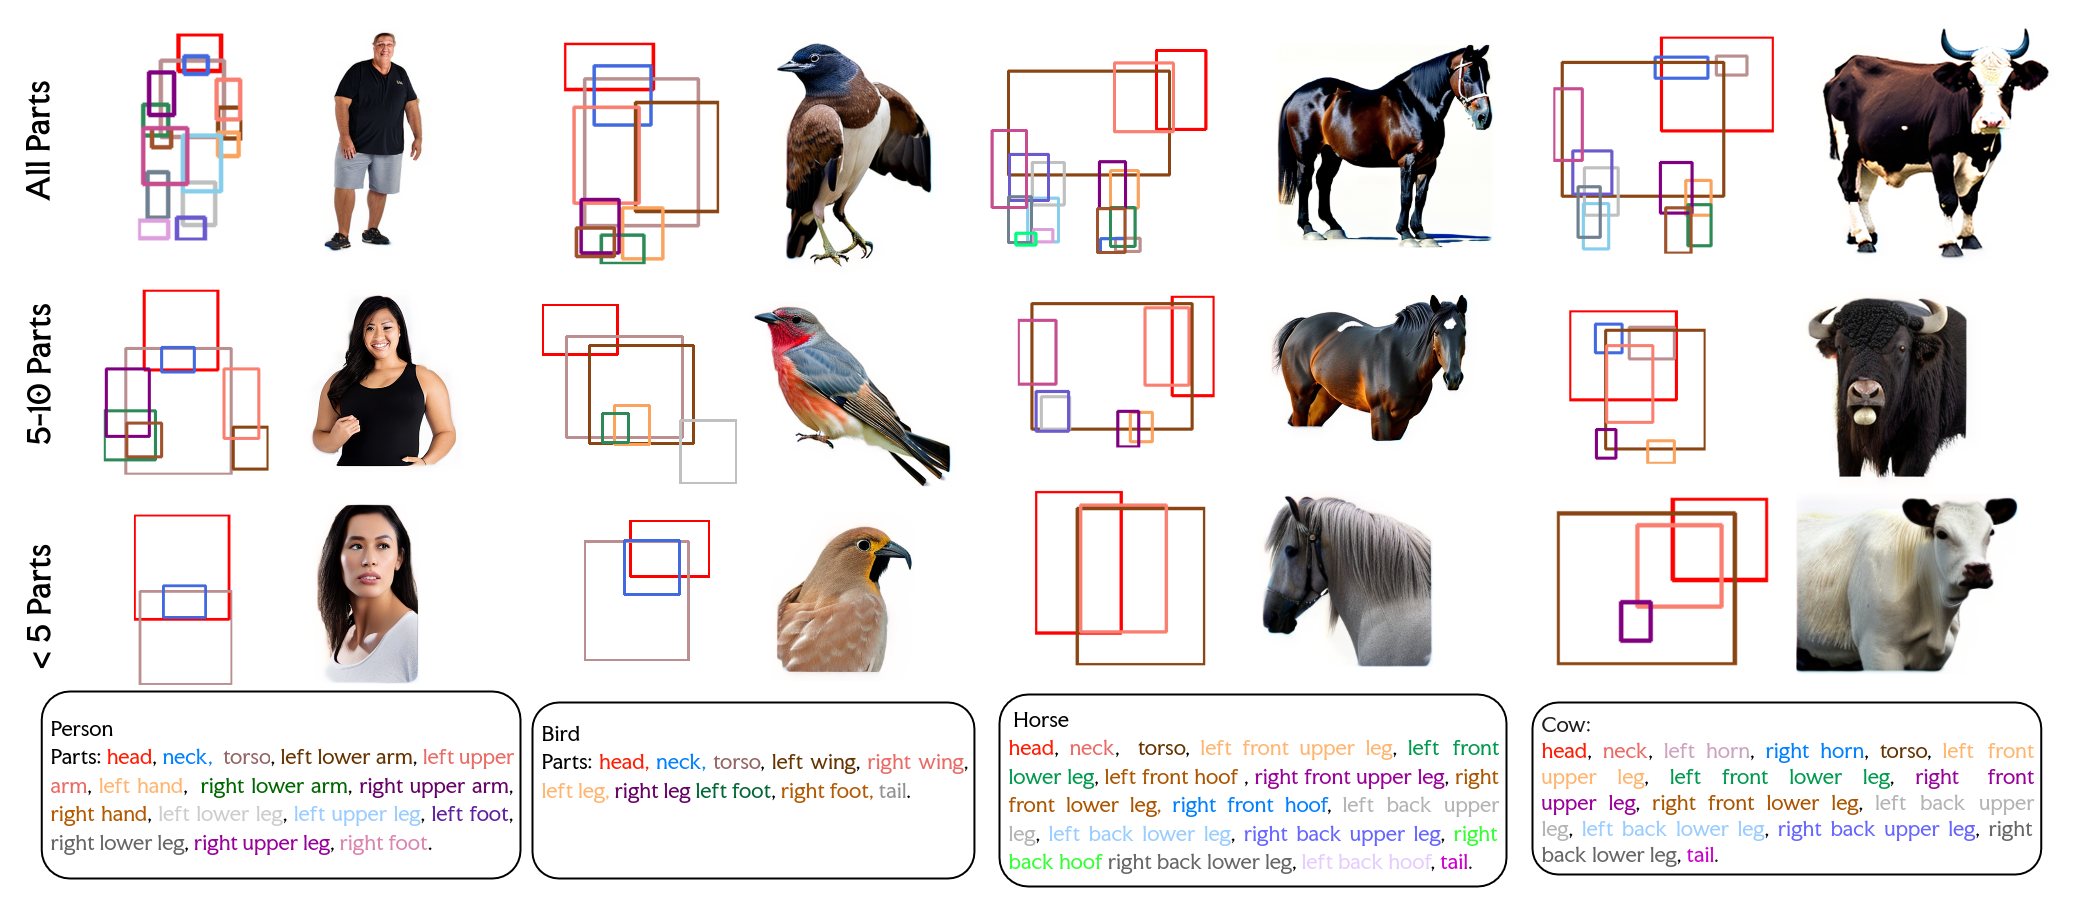 All Parts
5-10 Parts
< 5 Parts
Person
Parts: head, neck, torso, left lower arm, left upper
arm, left hand, right lower arm, right upper arm,
right hand, left lower leg, left upper leg, left foot,
right lower leg, right upper leg, right foot.
Bird
Parts: head, neck, torso, left wing, right wing,
left leg, right leg left foot, right foot, tail.
Horse
head, neck, torso, left front upper leg, left front
lower leg, left front hoof , right front upper leg, right
front lower leg, right front hoof, left back upper
leg, left back lower leg, right back upper leg, right
back hoof right back lower leg, left back hoof, tail.
Cow:
head, neck, left horn, right horn, torso, left front
upper leg, left front lower leg, right front
upper leg, right front lower leg, left back upper
leg, left back lower leg, right back upper leg, right
back lower leg, tail.